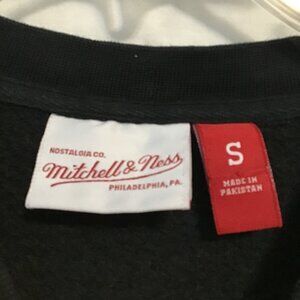 NOSTALGIA CO.
Mitchell & Ness
PHILADELPHIA, PA.
S
MADE IN
PAKISTAN